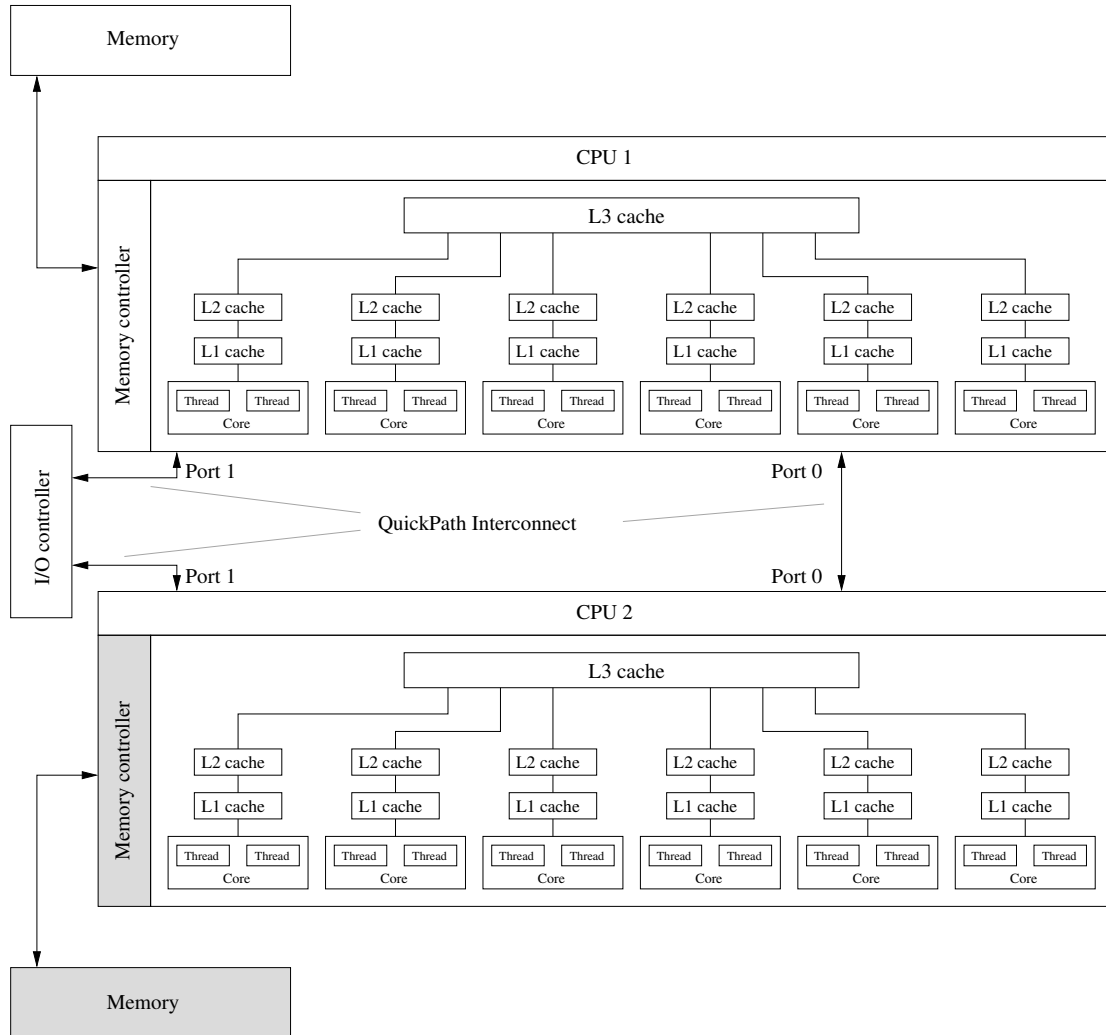 Memory
CPU 1
Memory controller
L3 cache
L2 cache L2 cache L2 cache L2 cache L2 cache L2 cache
L1 cache L1 cache L1 cache L1 cache L1 cache L1 cache
Thread Thread Thread Thread Thread Thread Thread Thread Thread Thread Thread Thread
Core Core Core Core Core Core
I/O controller
Port 1 Port 0
QuickPath Interconnect
Port 1 Port 0
CPU 2
Memory controller
L3 cache
L2 cache L2 cache L2 cache L2 cache L2 cache L2 cache
L1 cache L1 cache L1 cache L1 cache L1 cache L1 cache
Thread Thread Thread Thread Thread Thread Thread Thread Thread Thread Thread Thread
Core Core Core Core Core Core
Memory